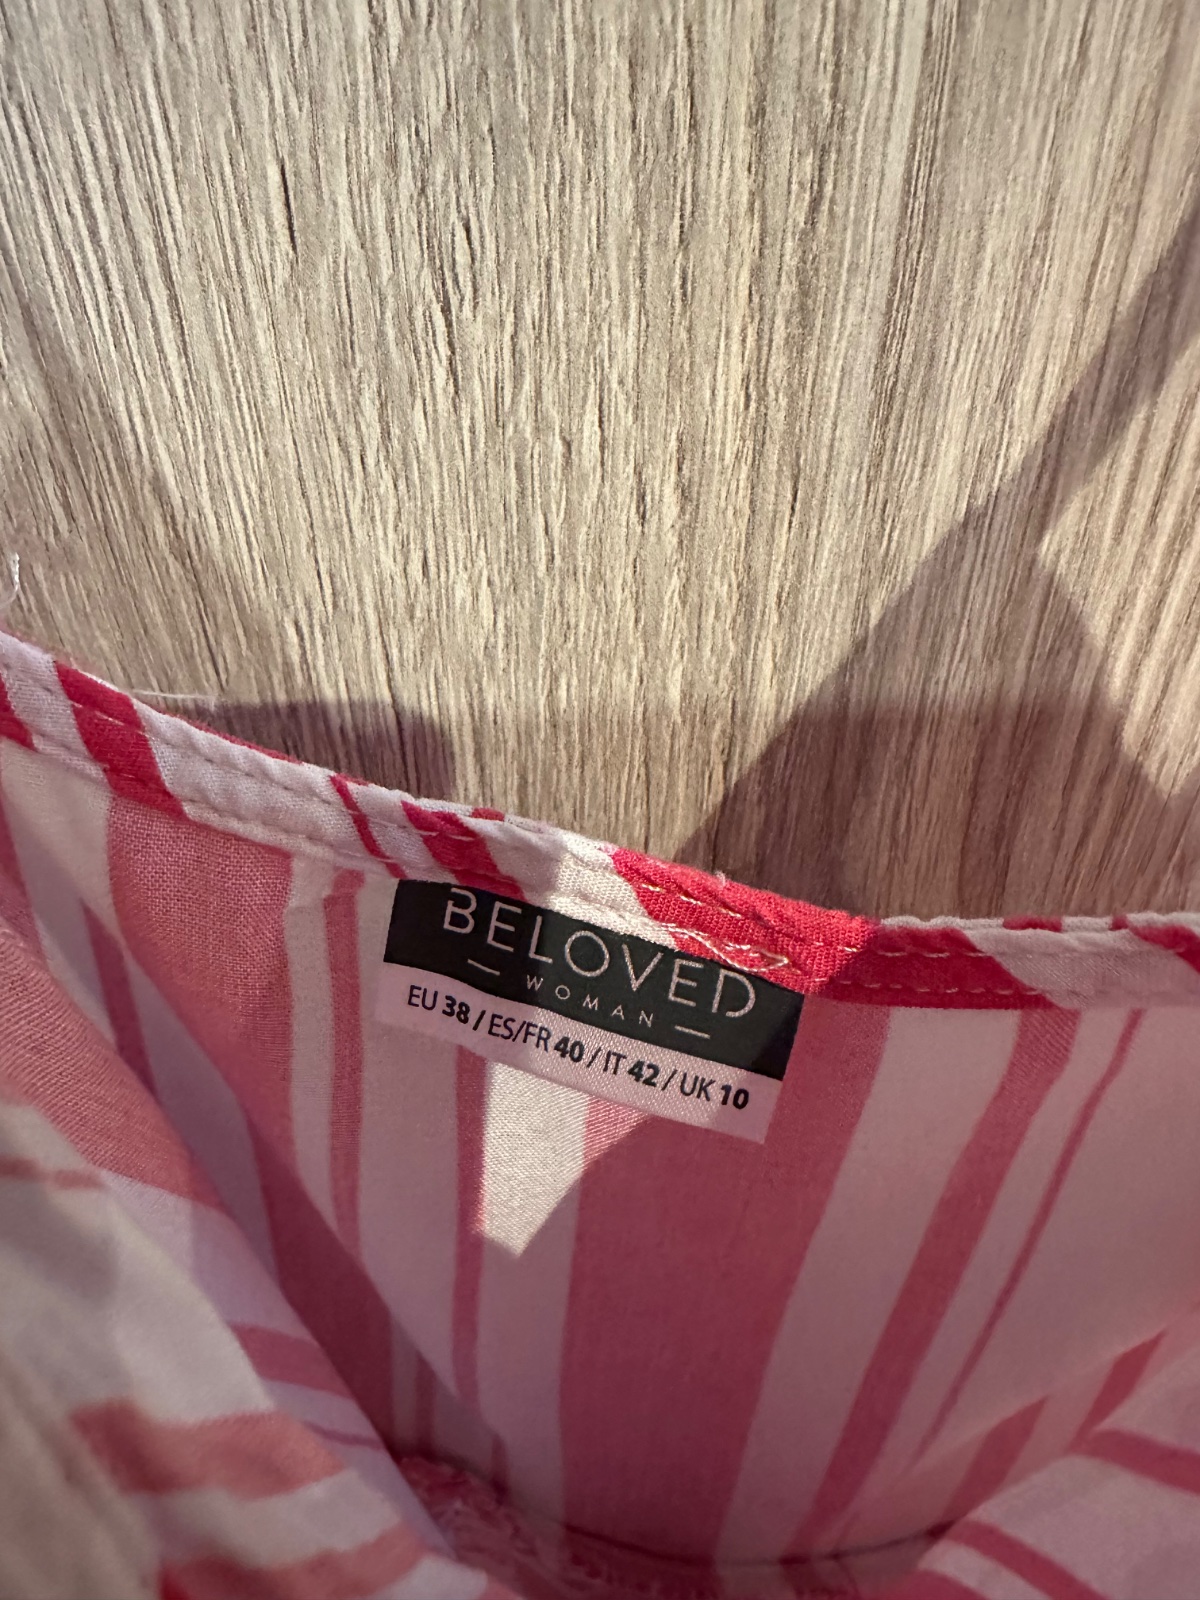 BELOVED
— WOMAN —
EU 38 / ES/FR 40 / IT 42 / UK 10